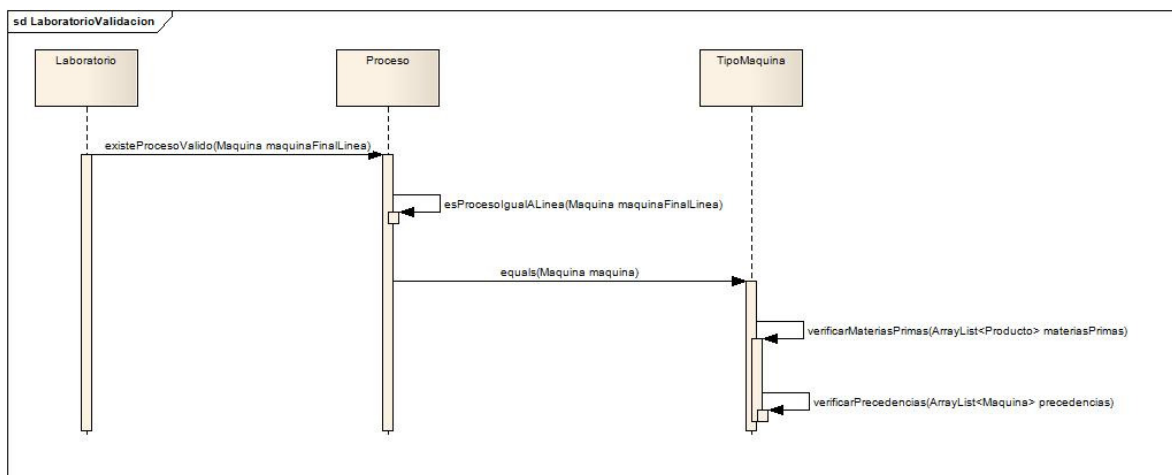 sd LaboratorioValidacion
Laboratorio
Proceso
TipoMaquina
existeProcesoValido(Maquina maquinaFinalLinea)
esProcesoIgualALinea(Maquina maquinaFinalLinea)
equals(Maquina maquina)
verificarMateriasPrimas(ArrayList<Producto> materiasPrimas)
verificarPrecedencias(ArrayList<Maquina> precedencias)